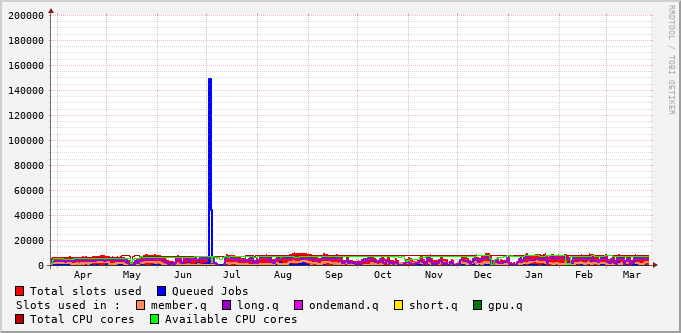 200000
180000
160000
140000
120000
100000
80000
60000
40000
20000
0
Apr May Jun Jul Aug Sep Oct Nov Dec Jan Feb Mar
Total slots used Queued Jobs
Slots used in : member.q long.q ondemand.q short.q gpu.q
Total CPU cores Available CPU cores
RRDTOOL / TOBI OETIKER